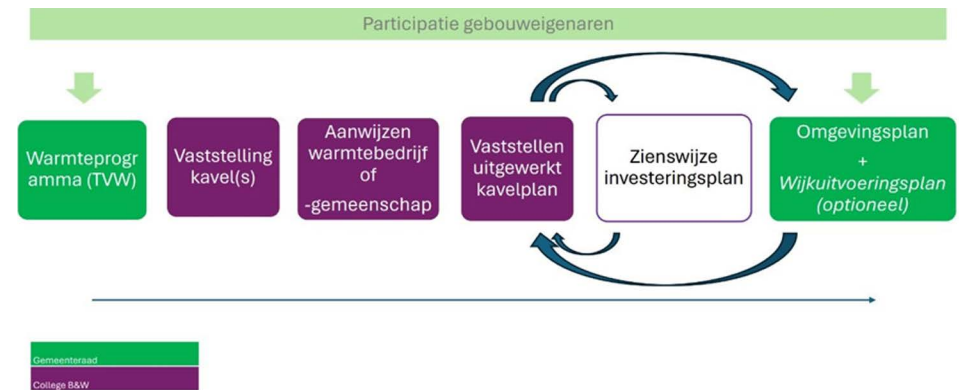 Participatie gebouweigenaren
Warmteprogr
amma (TVW)
Vaststelling
kavel(s)
Aanwijzen
warmtebedrijf
of
-gemeenschap
Vaststellen
uitgewerkt
kavelplan
Zienswijze
investeringsplan
Omgevingsplan
+
Wijkuitvoeringsplan
(optioneel)
Gemeenteraad
College B&W